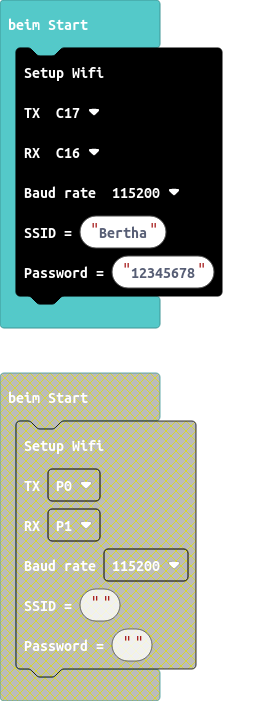 beim Start
Setup Wifi
TX C17
RX C16
Baud rate 115200
SSID = "Bertha"
Password = "12345678"
beim Start
Setup Wifi
TX P0
RX P1
Baud rate 115200
SSID = " "
Password = " "